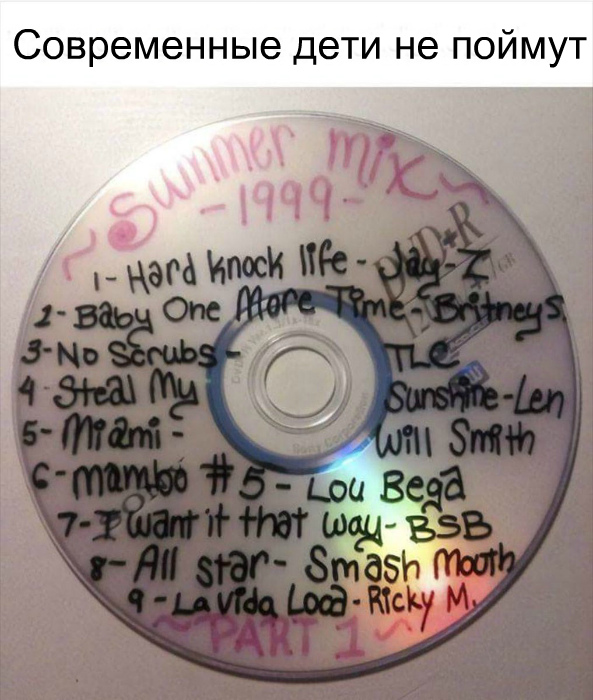 Современные дети не поймут
~ Summer mix ~
-1999-
DVD+R
1- Hard knock life - Jay-Z
2- Baby One More Time - Britney S.
3- No Scrubs - TLC
4- Steal My Sunshine - Len
5- Miami - Will Smith
6- mambo #5 - Lou Bega
7- I want it that way - BSB
8- All star - Smash Mouth
9 - La Vida Loca - Ricky M.
~ PART 1 ~
Sony Corporation